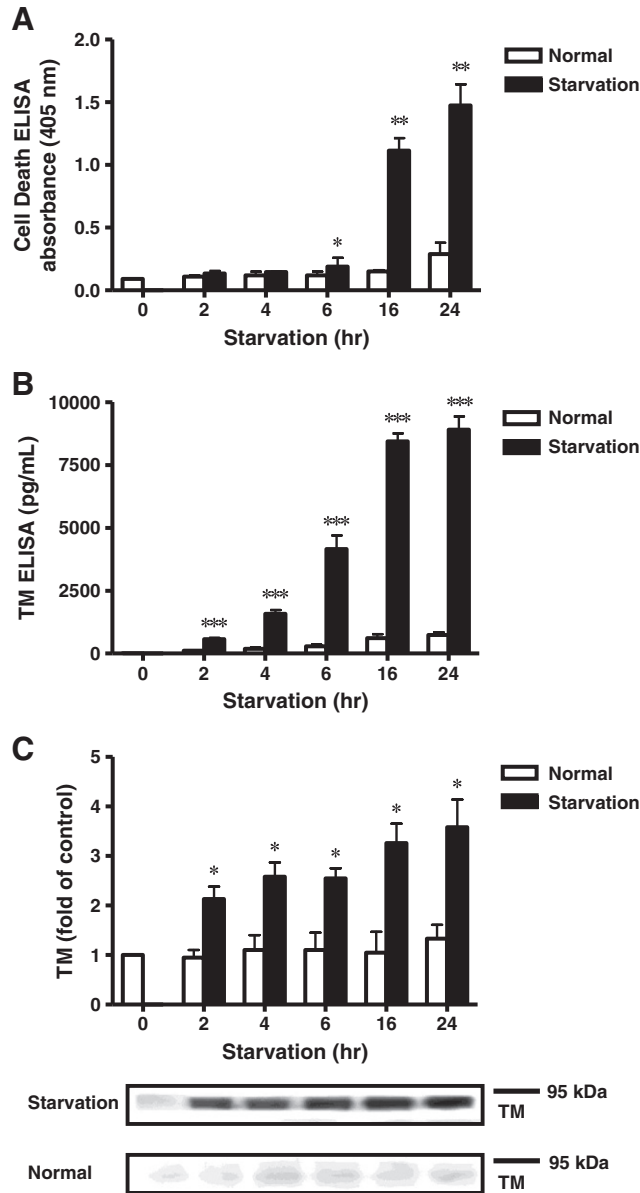 A
Cell Death ELISA
absorbance (405 nm)
2.0
1.5
1.0
0.5
0.0
* ** **
0 2 4 6 16 24
Starvation (hr)
Normal
Starvation
B
TM ELISA (pg/mL)
10000
7500
5000
2500
0
*** *** *** *** ***
0 2 4 6 16 24
Starvation (hr)
Normal
Starvation
C
TM (fold of control)
5
4
3
2
1
0
* * * * *
0 2 4 6 16 24
Starvation (hr)
Normal
Starvation
Starvation
95 kDa
TM
Normal
95 kDa
TM